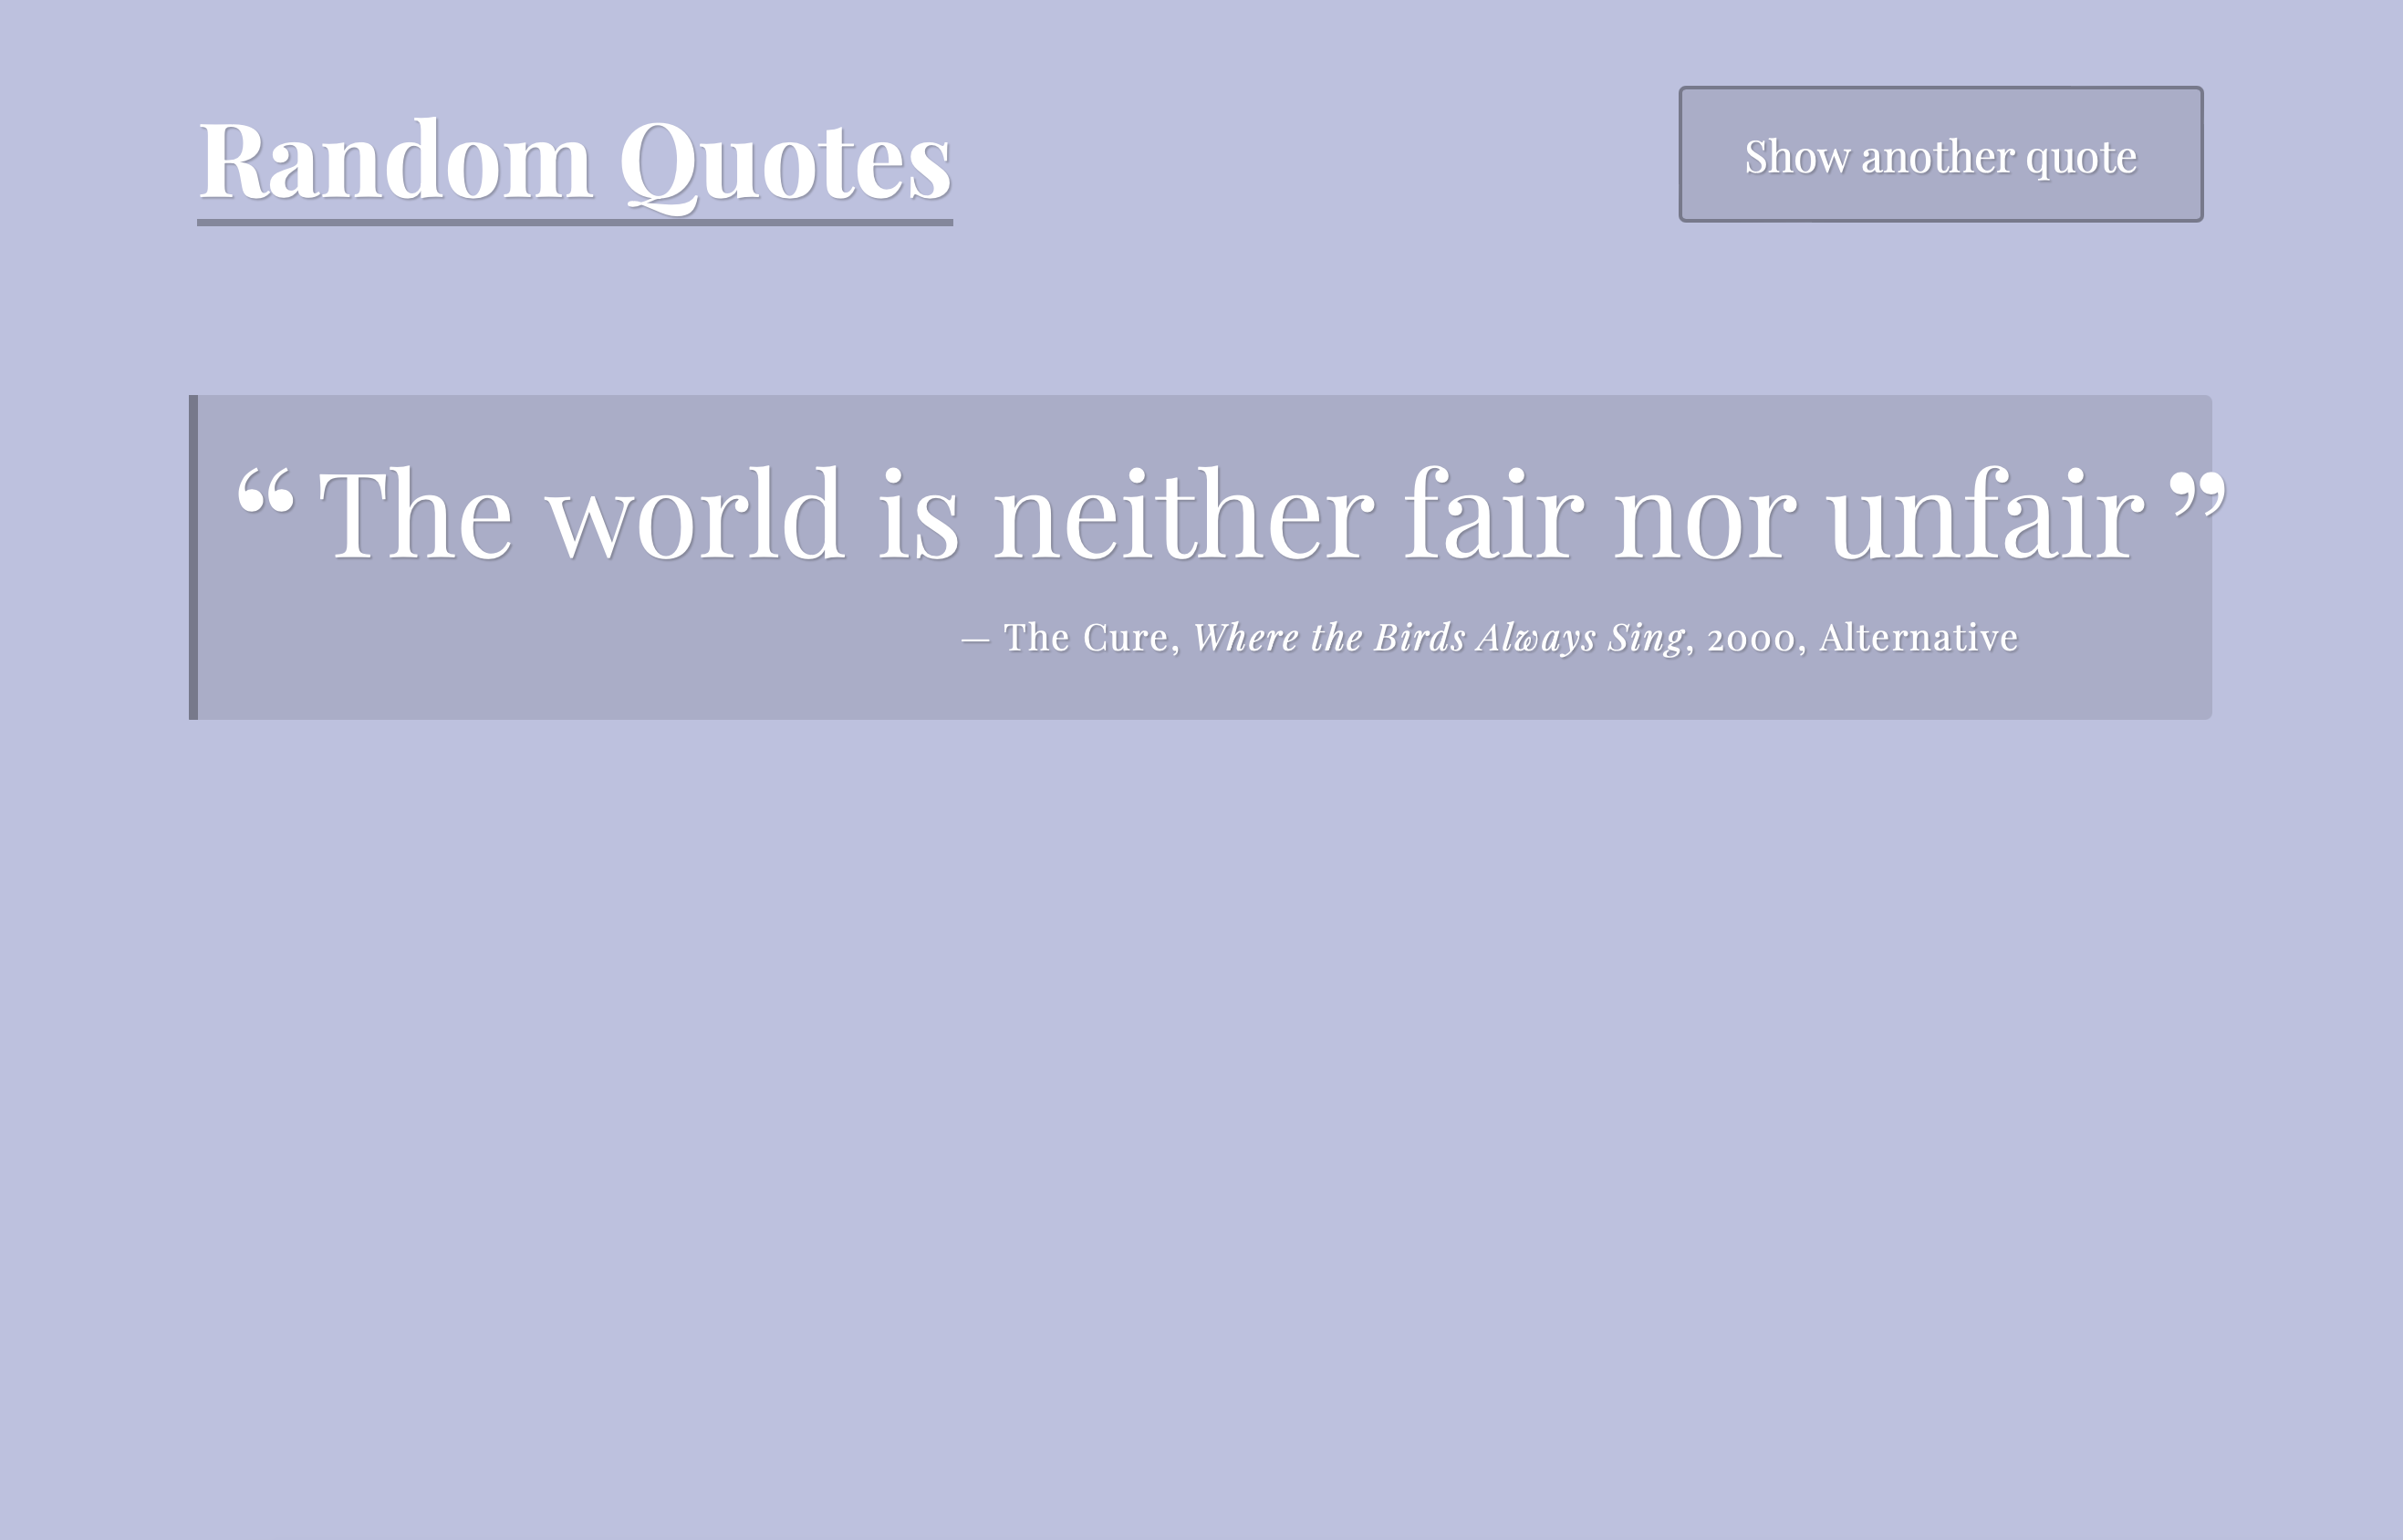 Random Quotes
Show another quote
“The world is neither fair nor unfair”
— The Cure, Where the Birds Always Sing, 2000, Alternative